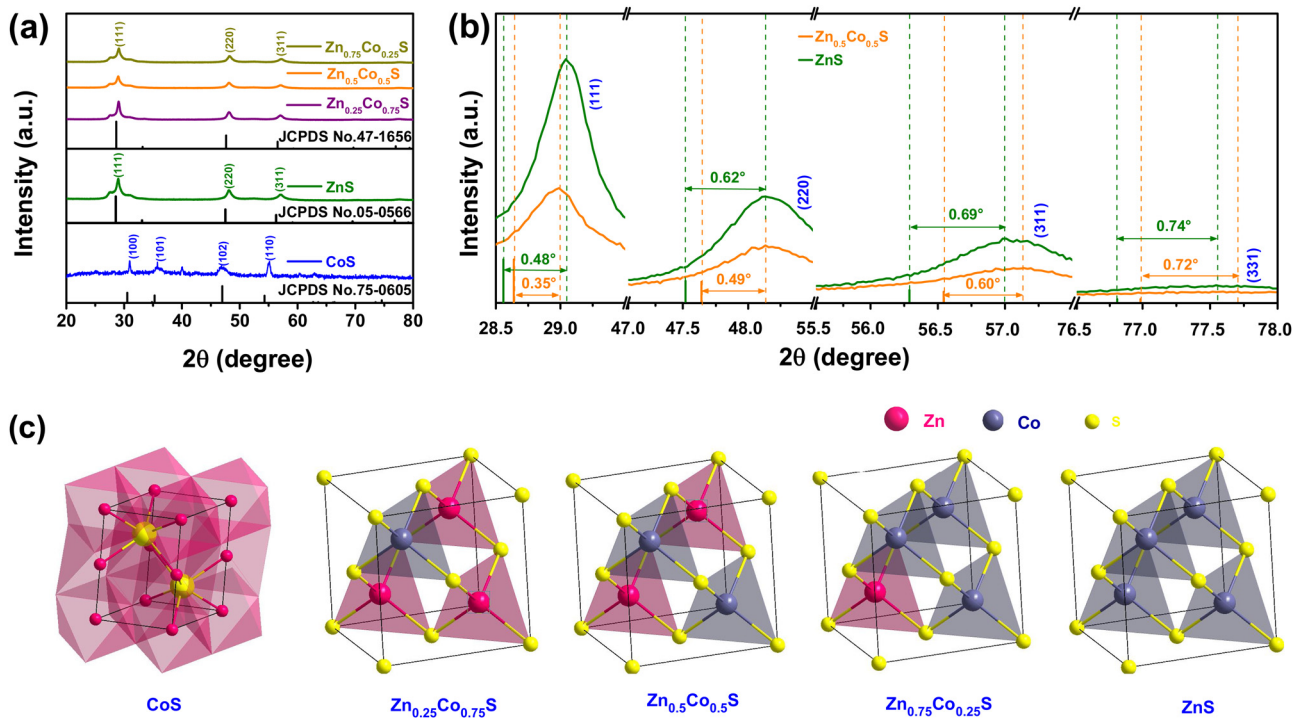 (a)
Intensity (a.u.)
(111)
(220)
(311)
Zn0.75Co0.25S
Zn0.5Co0.5S
Zn0.25Co0.75S
JCPDS No.47-1656
(111)
(220)
(311)
ZnS
JCPDS No.05-0566
(100)
(101)
(102)
(110)
CoS
JCPDS No.75-0605
20 30 40 50 60 70 80
2θ (degree)
(b)
Intensity (a.u.)
Zn0.5Co0.5S
ZnS
(111)
(220)
(311)
(331)
0.48°
0.35°
0.62°
0.49°
0.69°
0.60°
0.74°
0.72°
28.5 29.0 47.0 47.5 48.0 55.5 56.5 57.0 76.5 77.0 77.5 78.0
2θ (degree)
(c)
Zn Co S
CoS Zn0.25Co0.75S Zn0.5Co0.5S Zn0.75Co0.25S ZnS